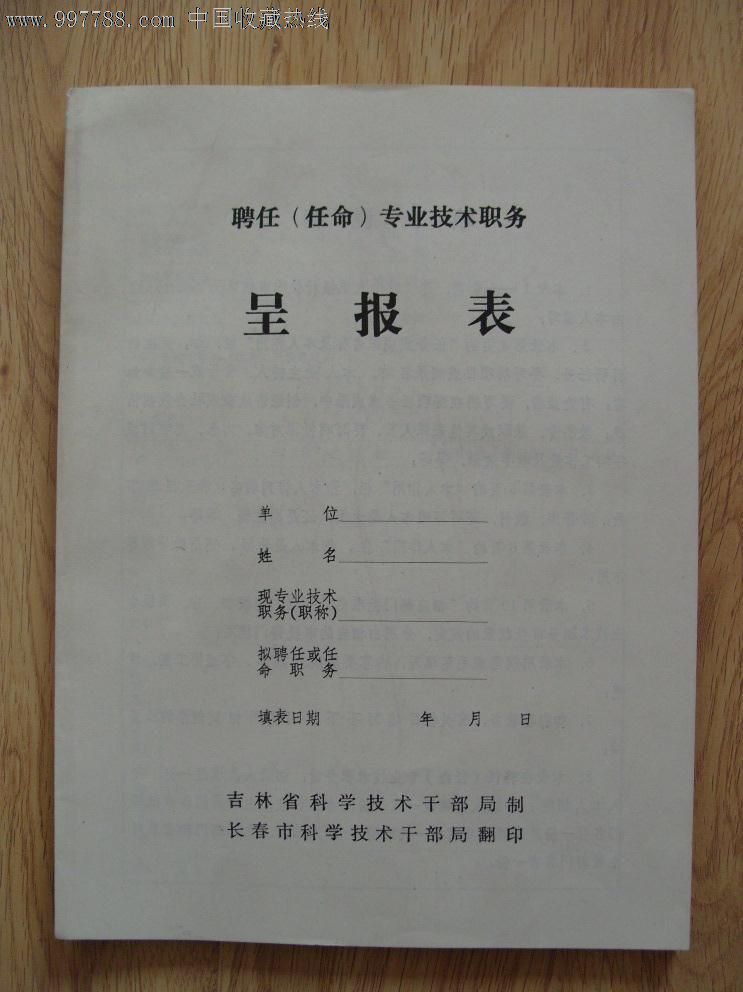 www.997788.com 中国收藏热线
聘任（任命）专业技术职务
呈报表
单位
姓名
现专业技术
职务(职称)
拟聘任或任
命职务
填表日期 年 月 日
吉林省科学技术干部局制
长春市科学技术干部局翻印